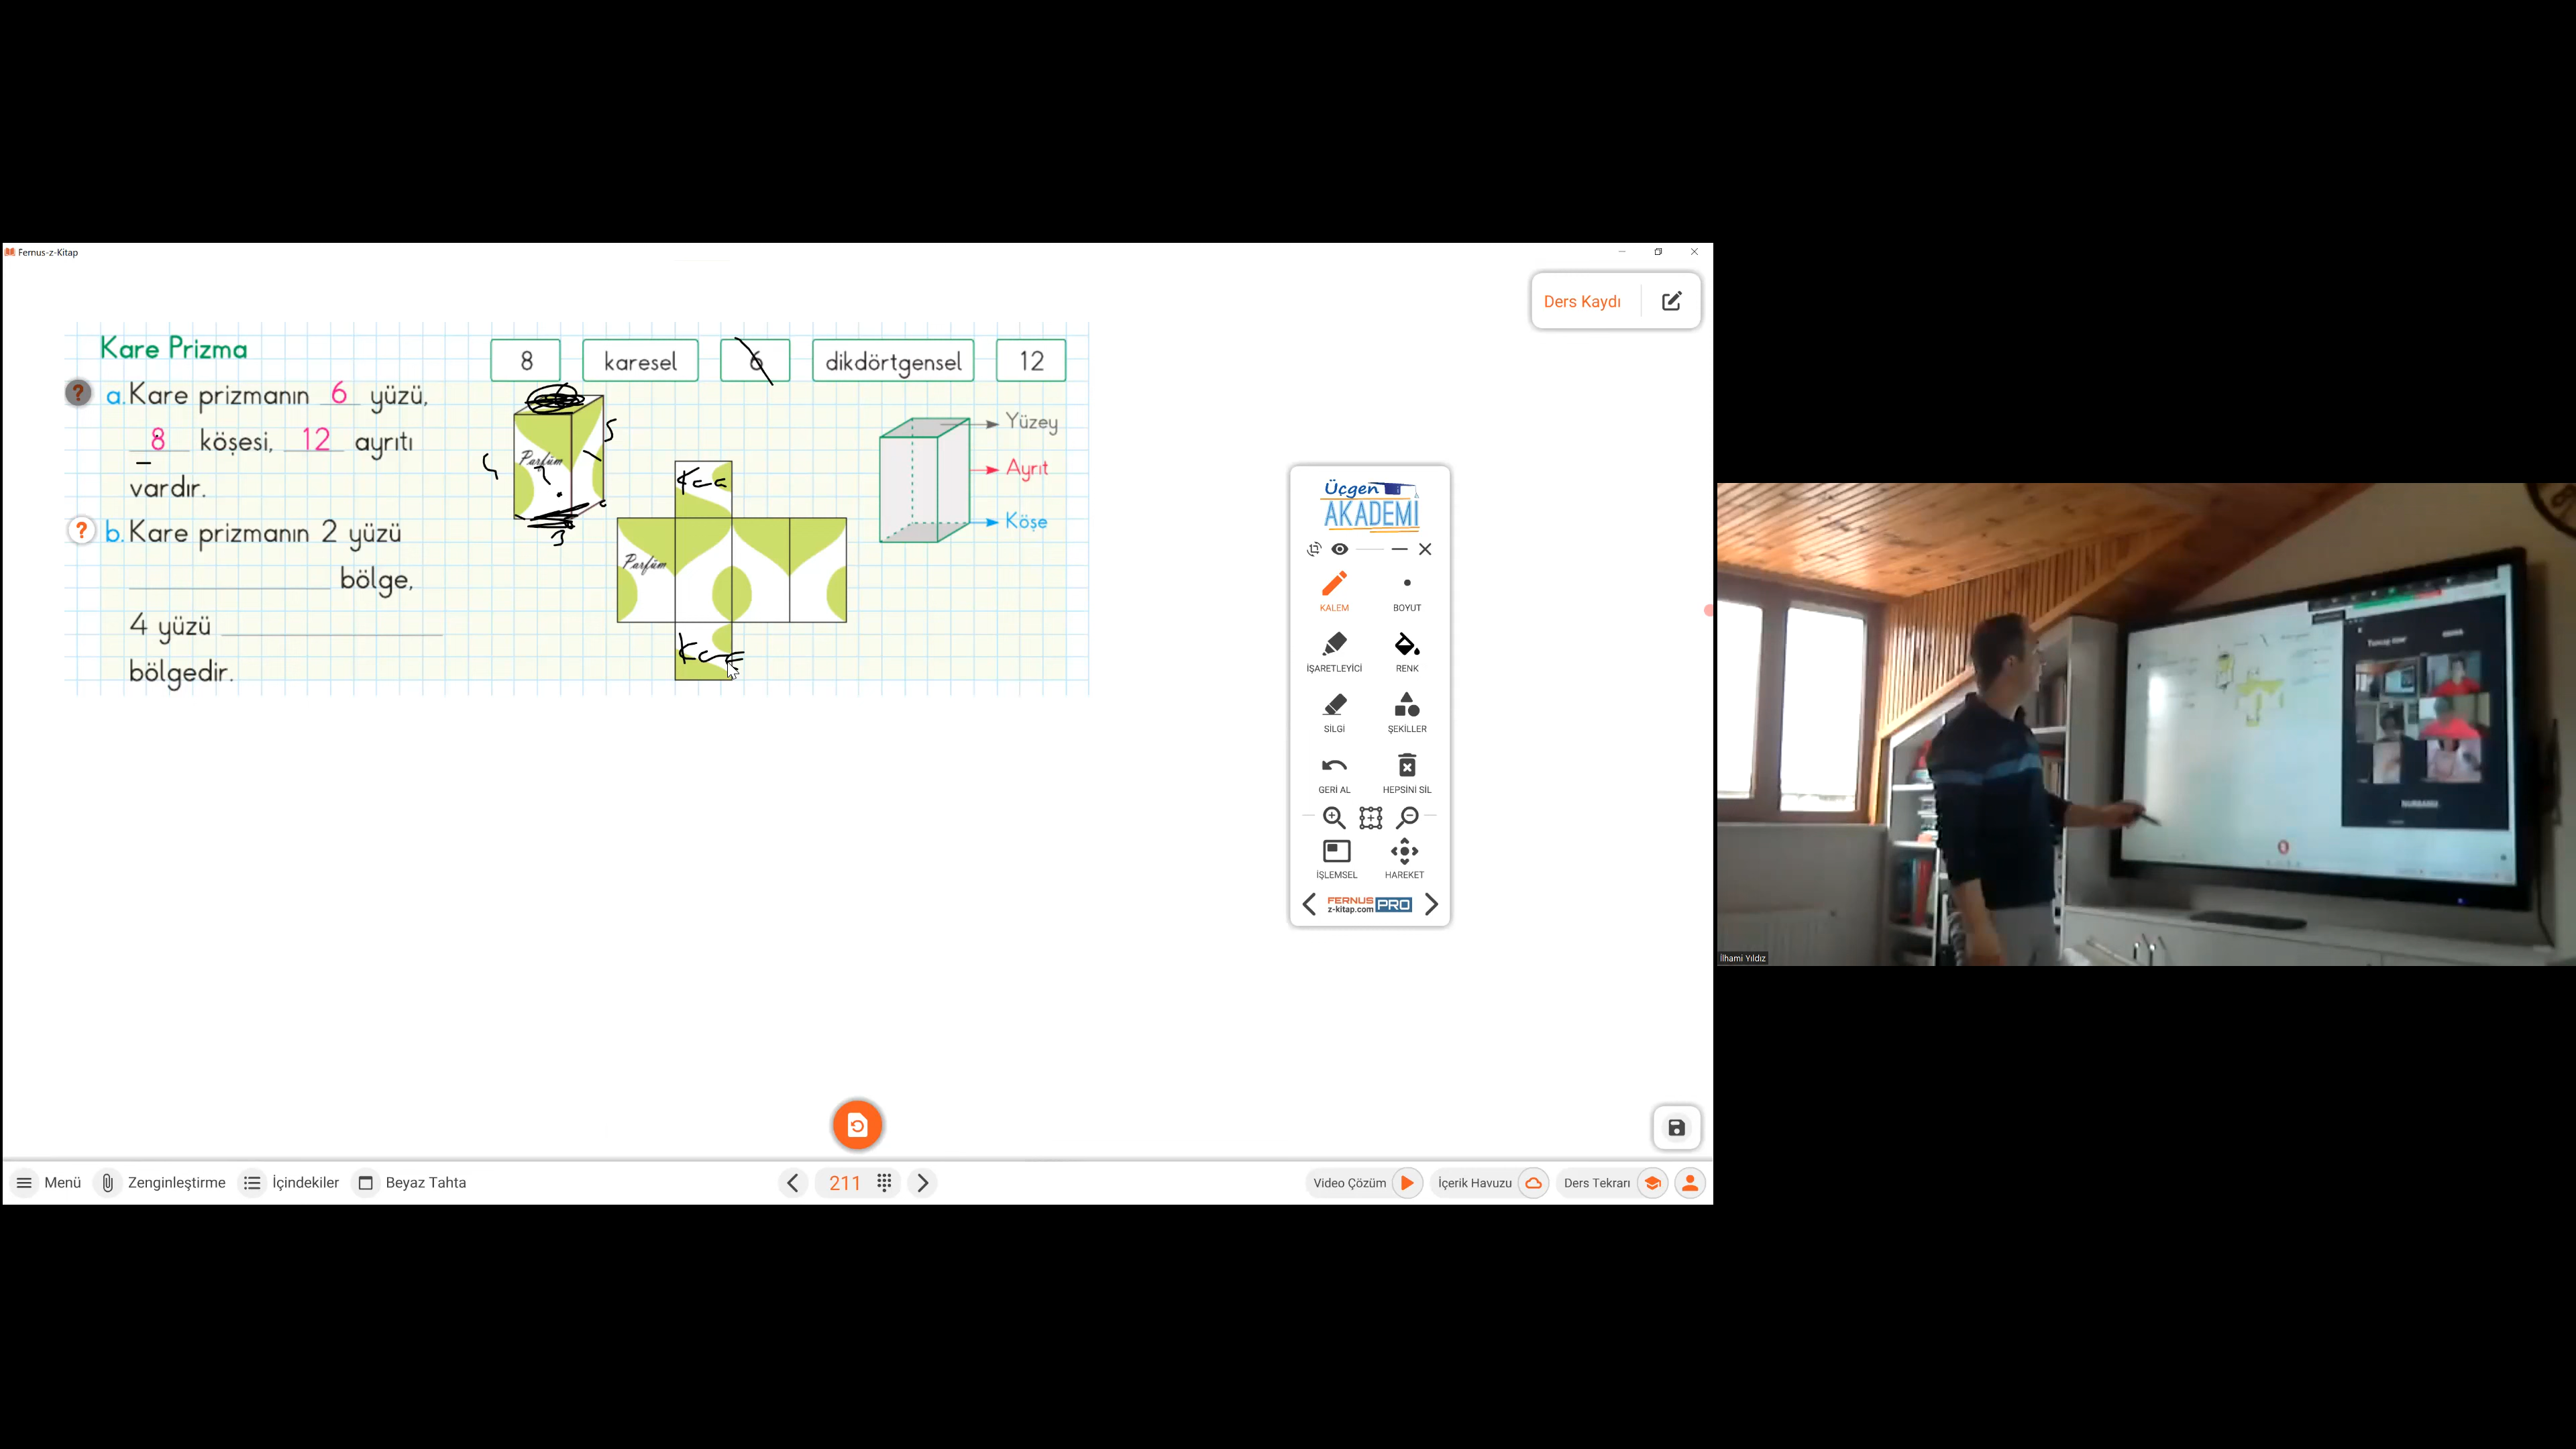 Fernus-z-Kitap
Ders Kaydı
Kare Prizma
8
karesel
6
dikdörtgensel
12
a. Kare prizmanın 6 yüzü,
8 köşesi, 12 ayrıtı
vardır.
b. Kare prizmanın 2 yüzü
bölge,
4 yüzü
bölgedir.
Parfüm
3
Parfüm
Yüzey
Ayrıt
Köşe
Üçgen
AKADEMİ
KALEM
BOYUT
İŞARETLEYİCİ
RENK
SİLGİ
ŞEKİLLER
GERİ AL
HEPSİNİ SİL
İŞLEMSEL
HAREKET
FERNUS
z-kitap.com PRO
Menü
Zenginleştirme
İçindekiler
Beyaz Tahta
211
Video Çözüm
İçerik Havuzu
Ders Tekrarı
İlhami Yıldız